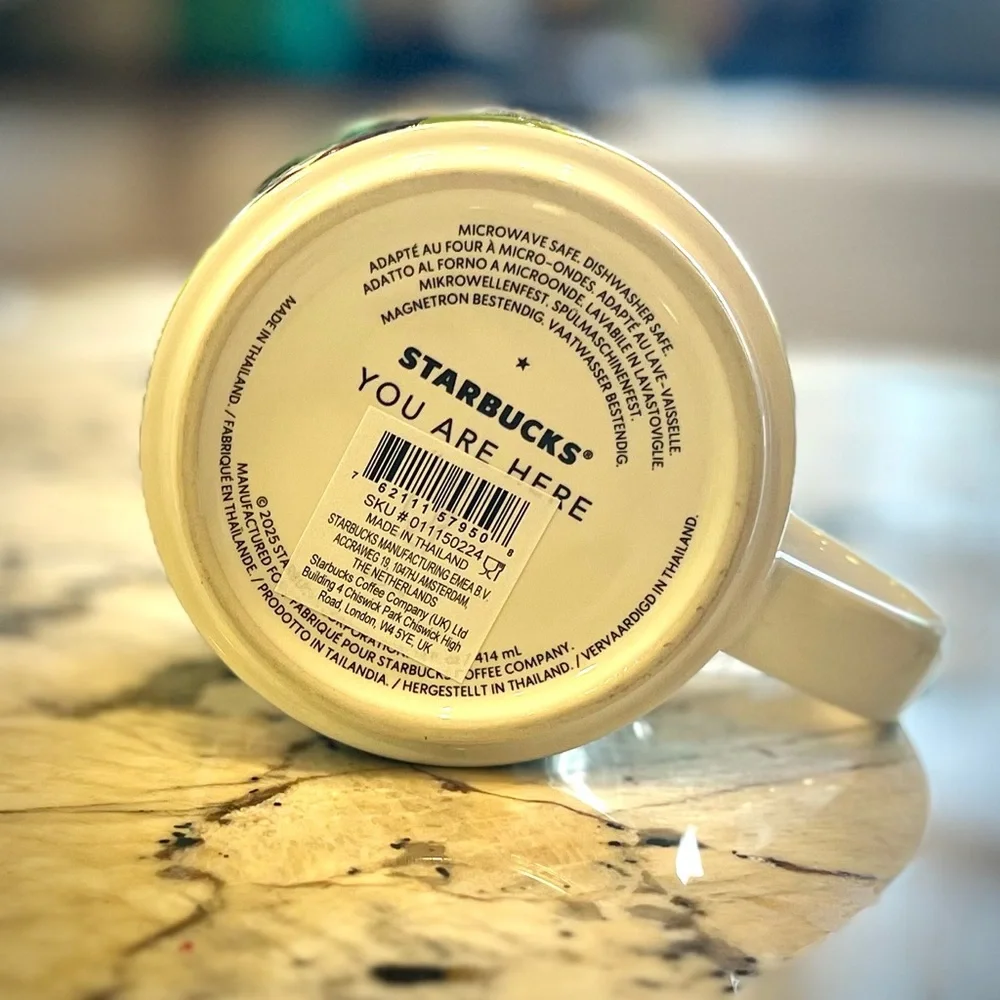 MICROWAVE SAFE. DISHWASHER SAFE.
ADAPTÉ AU FOUR À MICRO-ONDES. ADAPTÉ AU LAVE-VAISSELLE.
ADATTO AL FORNO A MICROONDE. LAVABILE IN LAVASTOVIGLIE.
MIKROWELLENFEST. SPÜLMASCHINENFEST.
MAGNETRON BESTENDIG. VAATWASSER BESTENDIG.
STARBUCKS®
YOU ARE HERE
7 62111 57950 8
SKU # 011150224
MADE IN THAILAND
STARBUCKS MANUFACTURING EMEA B.V.
ACCRAWEG 19, 1047HJ AMSTERDAM,
THE NETHERLANDS
Starbucks Coffee Company (UK) Ltd
Building 4 Chiswick Park Chiswick High
Road, London, W4 5YE, UK
© 2025 414 mL
MANUFACTURED FABRIQUÉ POUR STARBUCKS COFFEE COMPANY.
MADE IN THAILAND. / FABRIQUÉ EN THAÏLANDE. / PRODOTTO IN TAILANDIA. / HERGESTELLT IN THAILAND. / VERVAARDIGD IN THAILAND.